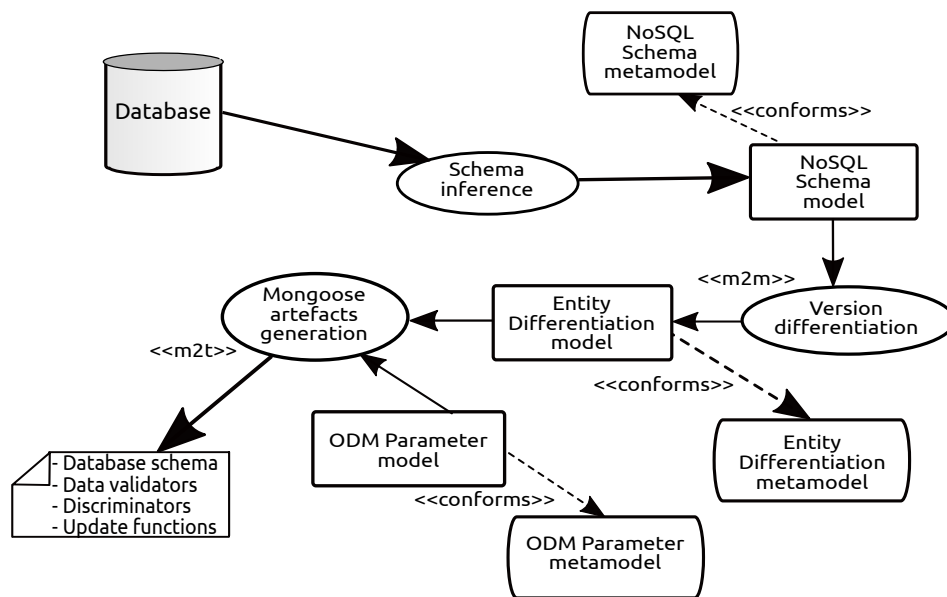 NoSQL
Schema
metamodel
Database
<<conforms>>
Schema
inference
NoSQL
Schema
model
<<m2m>>
Mongoose
artefacts
generation
Entity
Differentiation
model
Version
differentiation
<<m2t>>
<<conforms>>
ODM Parameter
model
Entity
Differentiation
metamodel
- Database schema
- Data validators
- Discriminators
- Update functions
<<conforms>>
ODM Parameter
metamodel